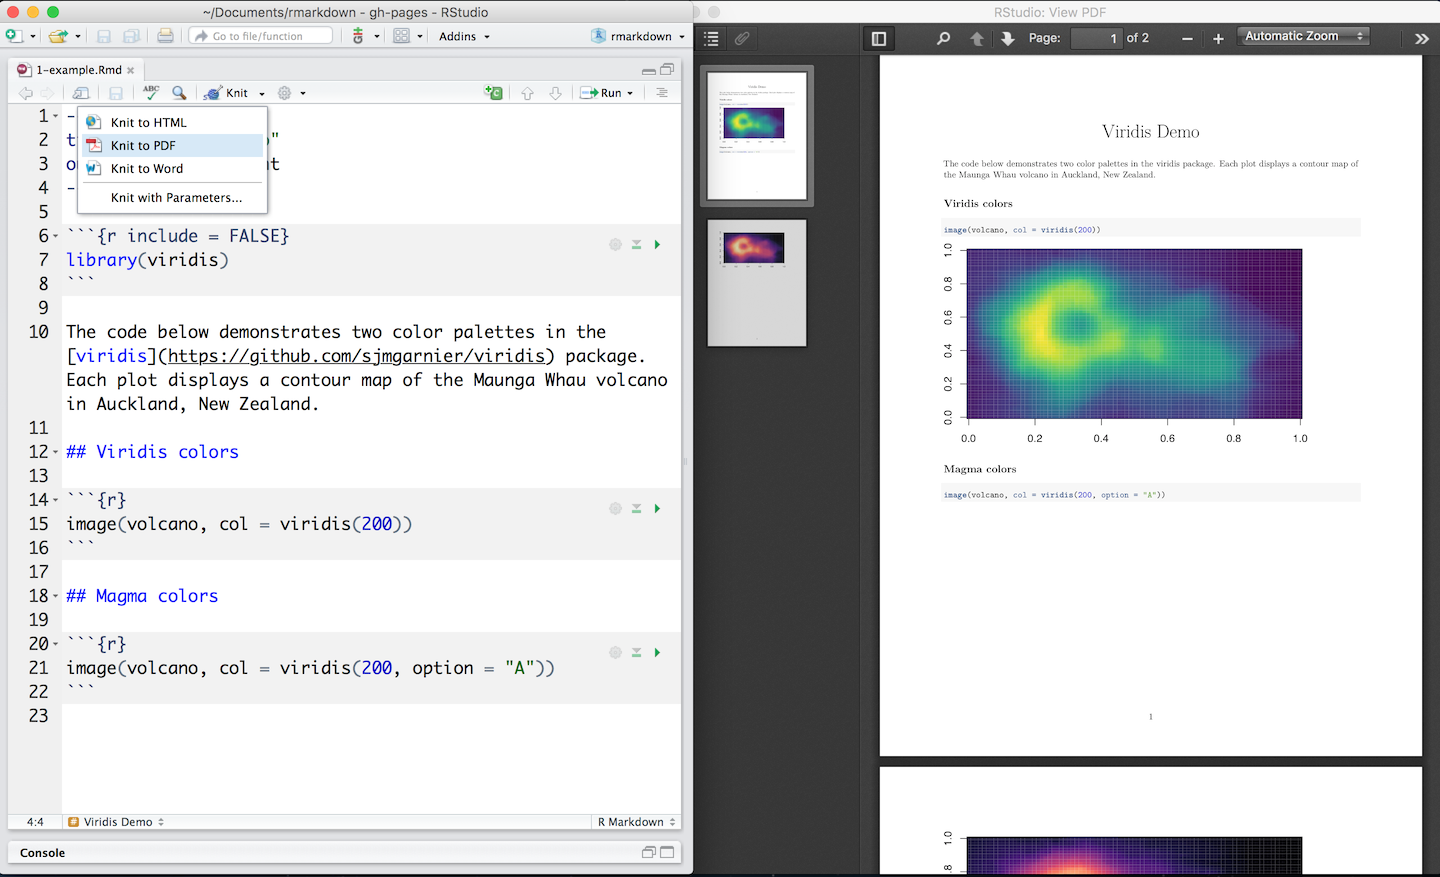 ~/Documents/rmarkdown - gh-pages - RStudio
Go to file/function
Addins
rmarkdown
1-example.Rmd
ABC
Knit
Run
Knit to HTML
Knit to PDF
Knit to Word
Knit with Parameters...
1 -
2 t "
3 o t
4 -
5
6 ```{r include = FALSE}
7 library(viridis)
8 ```
9
10 The code below demonstrates two color palettes in the
[viridis](https://github.com/sjmgarnier/viridis) package.
Each plot displays a contour map of the Maunga Whau volcano
in Auckland, New Zealand.
11
12 ## Viridis colors
13
14 ```{r}
15 image(volcano, col = viridis(200))
16 ```
17
18 ## Magma colors
19
20 ```{r}
21 image(volcano, col = viridis(200, option = "A"))
22 ```
23
4:4
Viridis Demo
R Markdown
Console
RStudio: View PDF
Page: 1 of 2
Automatic Zoom
Viridis Demo
The code below demonstrates two color palettes in the viridis package. Each plot displays a contour map of
the Maunga Whau volcano in Auckland, New Zealand.
Viridis colors
image(volcano, col = viridis(200))
1.0
0.8
0.6
0.4
0.2
0.0
0.0 0.2 0.4 0.6 0.8 1.0
Magma colors
image(volcano, col = viridis(200, option = "A"))
1
1.0